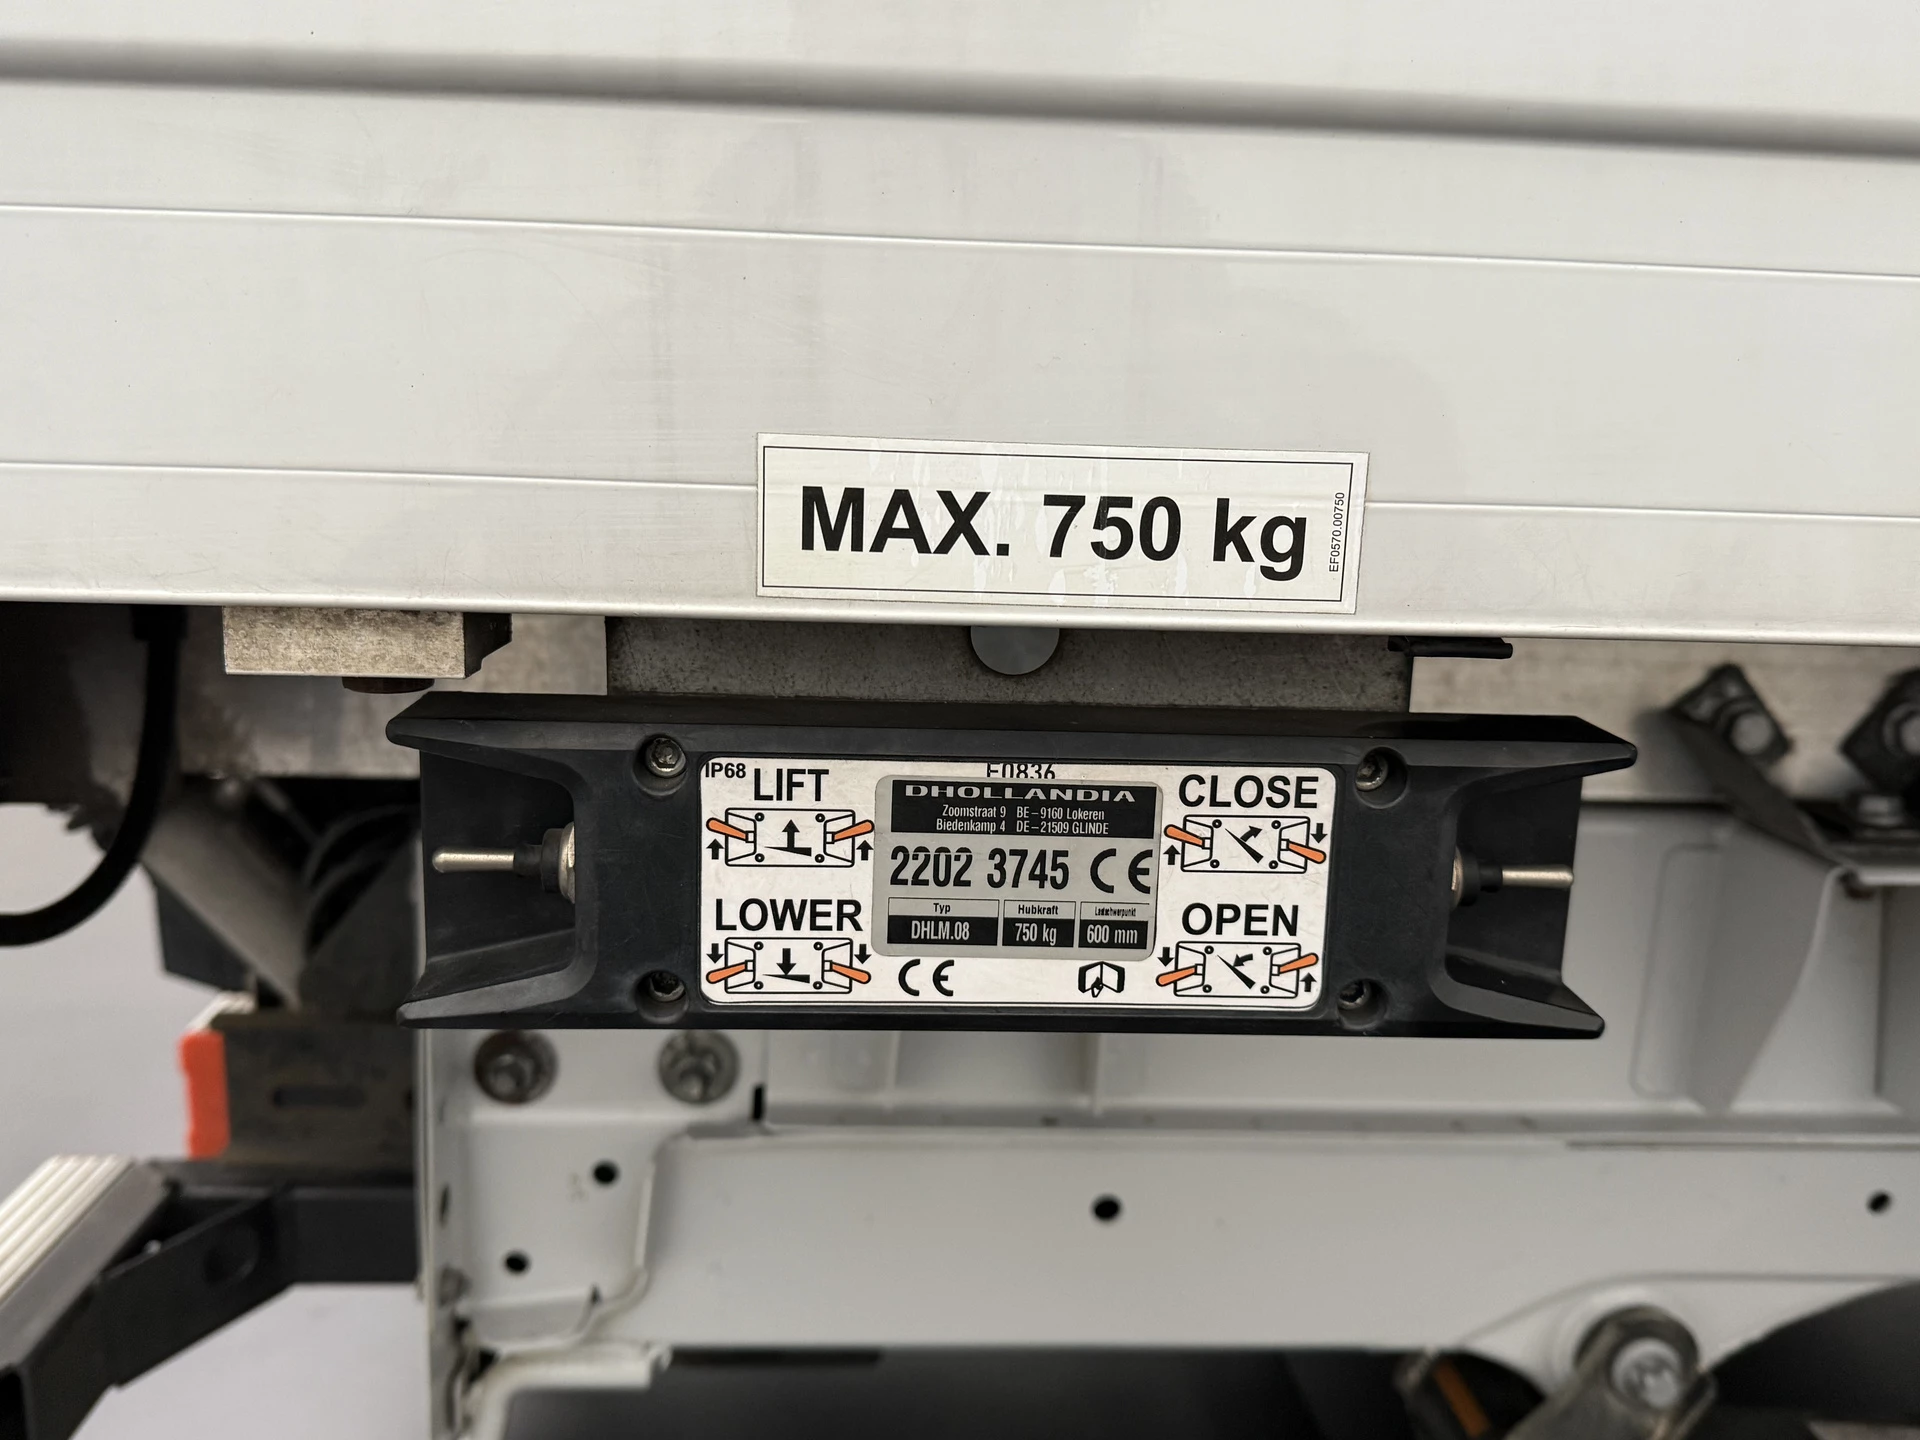 MAX. 750 kg
EF0570.00750
IP68
LIFT
E0836
CLOSE
DHOLLANDIA
Zoomstraat 9 BE-9160 Lokeren
Biedenkamp 4 DE-21509 GLINDE
2202 3745 CE
LOWER
OPEN
Typ Hubkraft Lastschwerpunkt
DHLM.08 750 kg 600 mm
CE